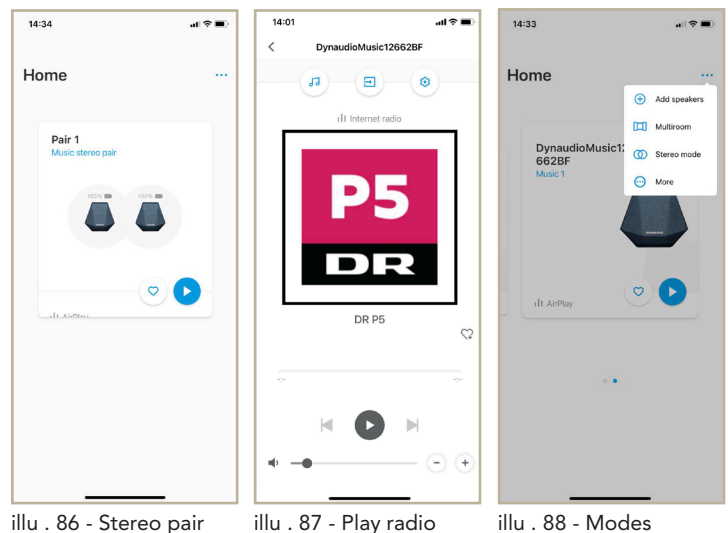 14:34
Home
Pair 1
Music stereo pair
100%
100%
AirPlay
illu . 86 - Stereo pair
14:01
DynaudioMusic12662BF
Internet radio
P5
DR
DR P5
-:-
-:-
illu . 87 - Play radio
14:33
Home
Add speakers
Multiroom
Stereo mode
More
DynaudioMusic12
662BF
Music 1
AirPlay
illu . 88 - Modes